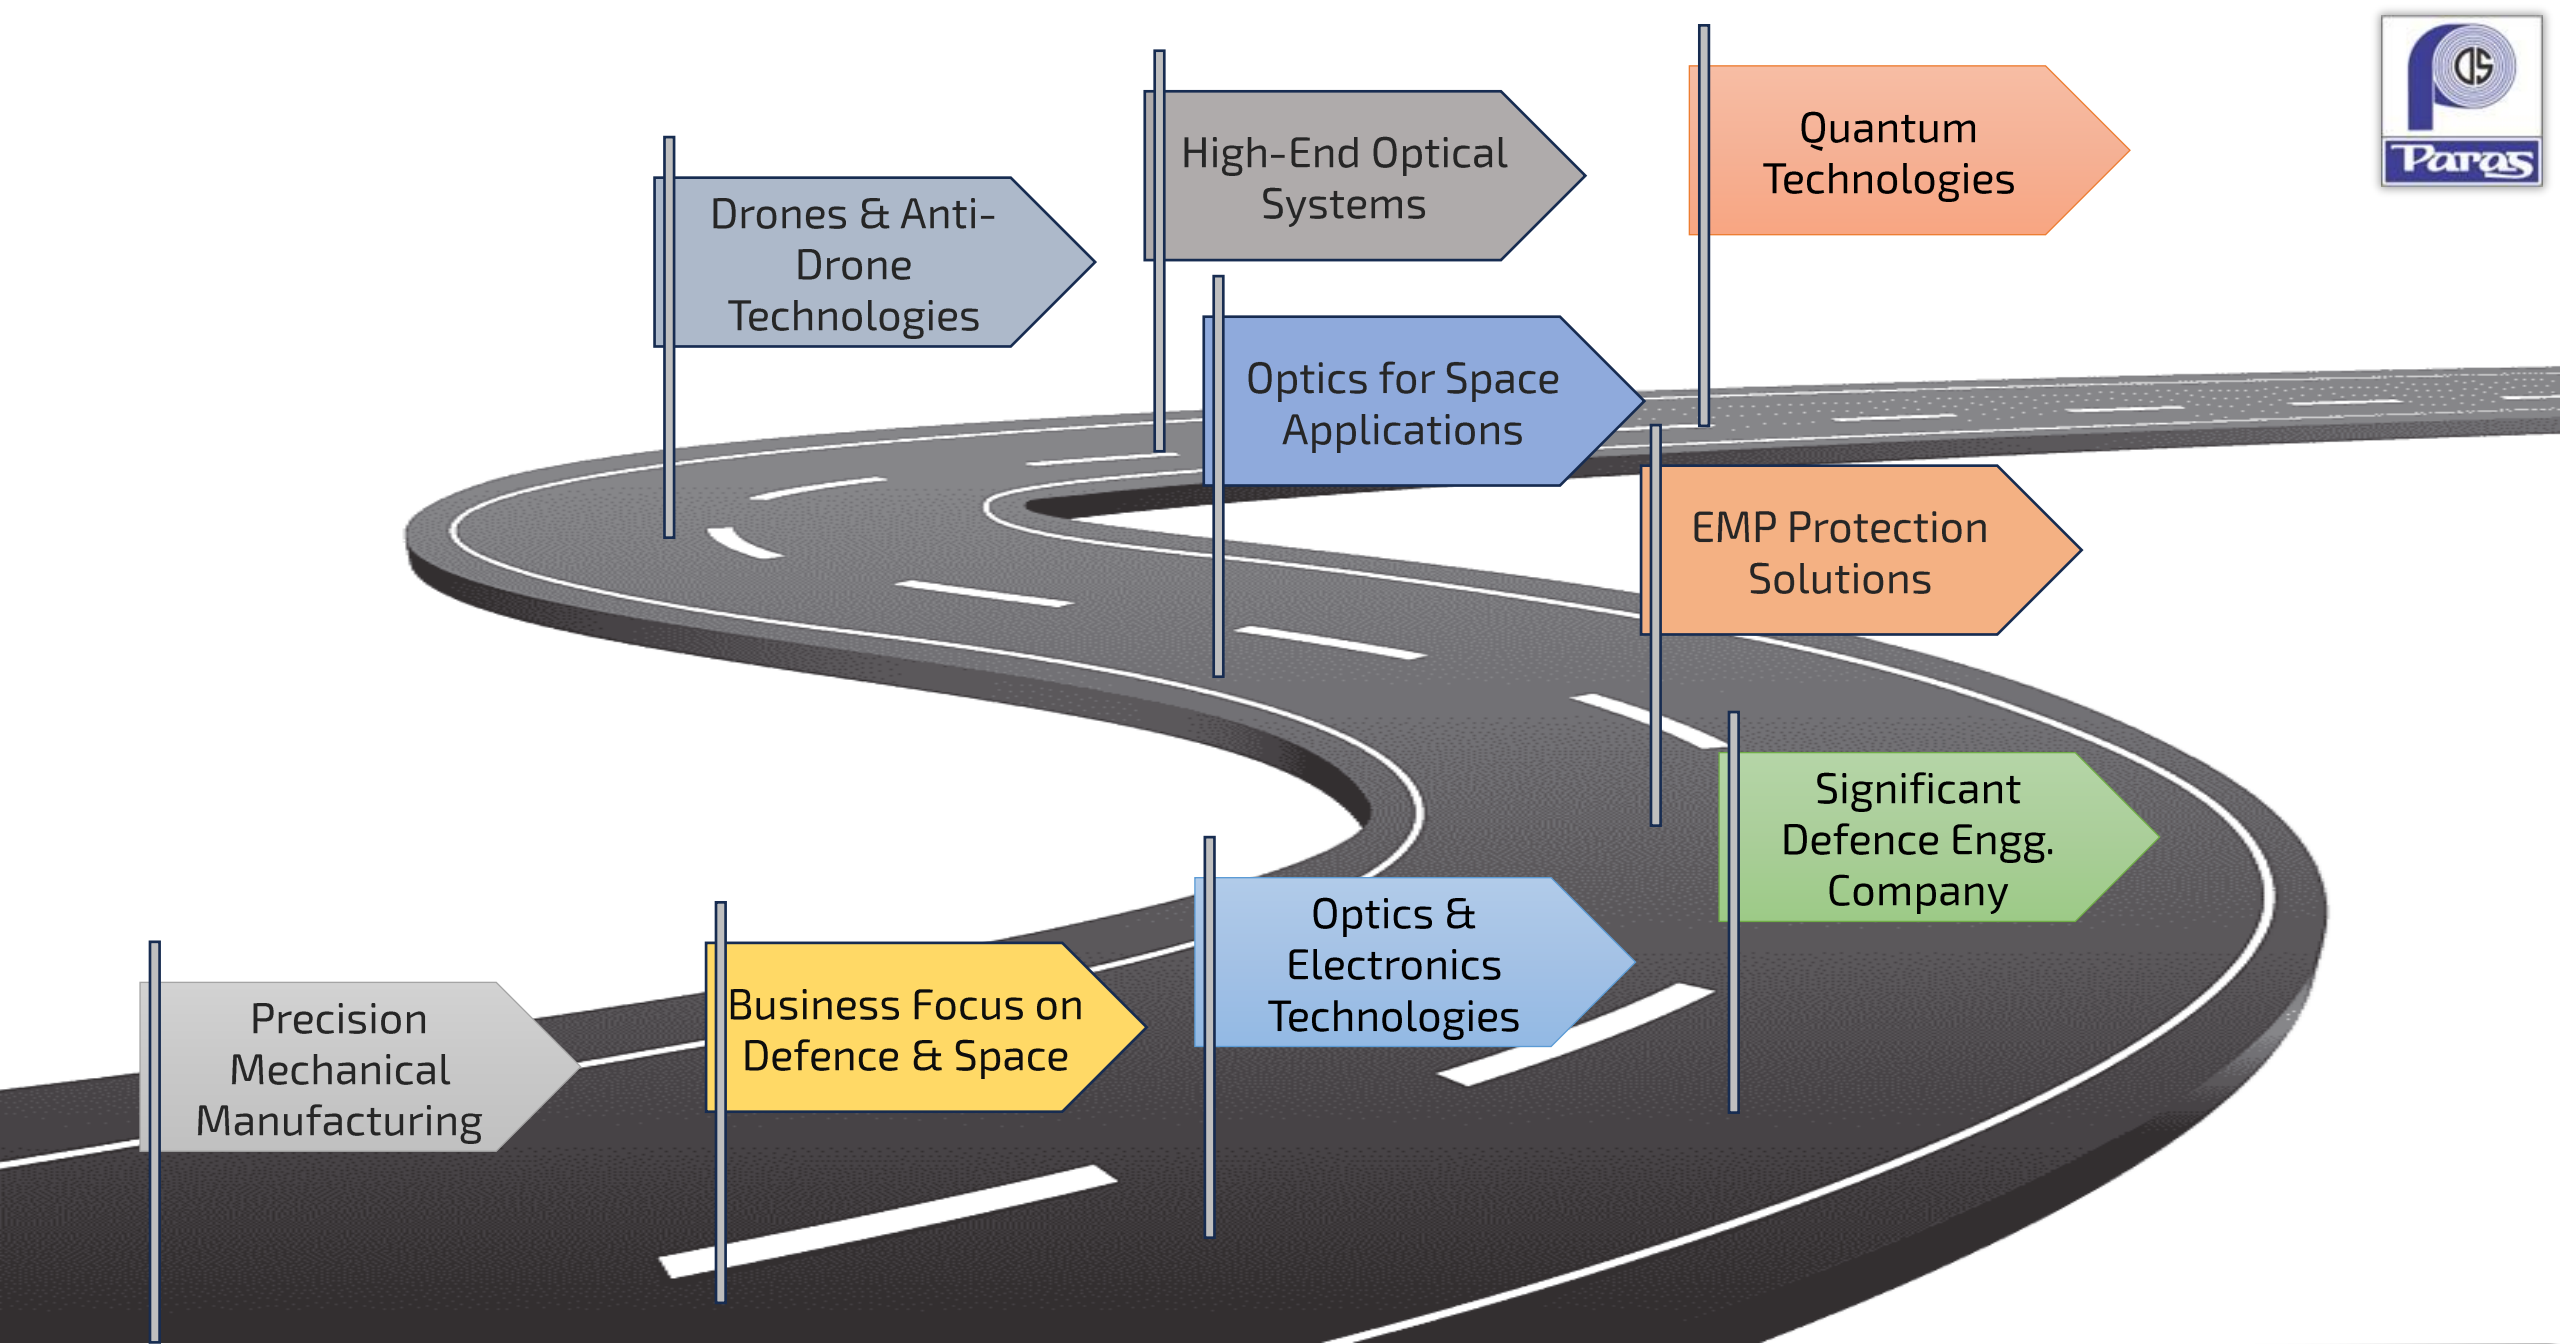 Quantum
Technologies
DS
Paras
High-End Optical
Systems
Drones & Anti-
Drone
Technologies
Optics for Space
Applications
EMP Protection
Solutions
Significant
Defence Engg.
Company
Optics &
Electronics
Technologies
Business Focus on
Defence & Space
Precision
Mechanical
Manufacturing